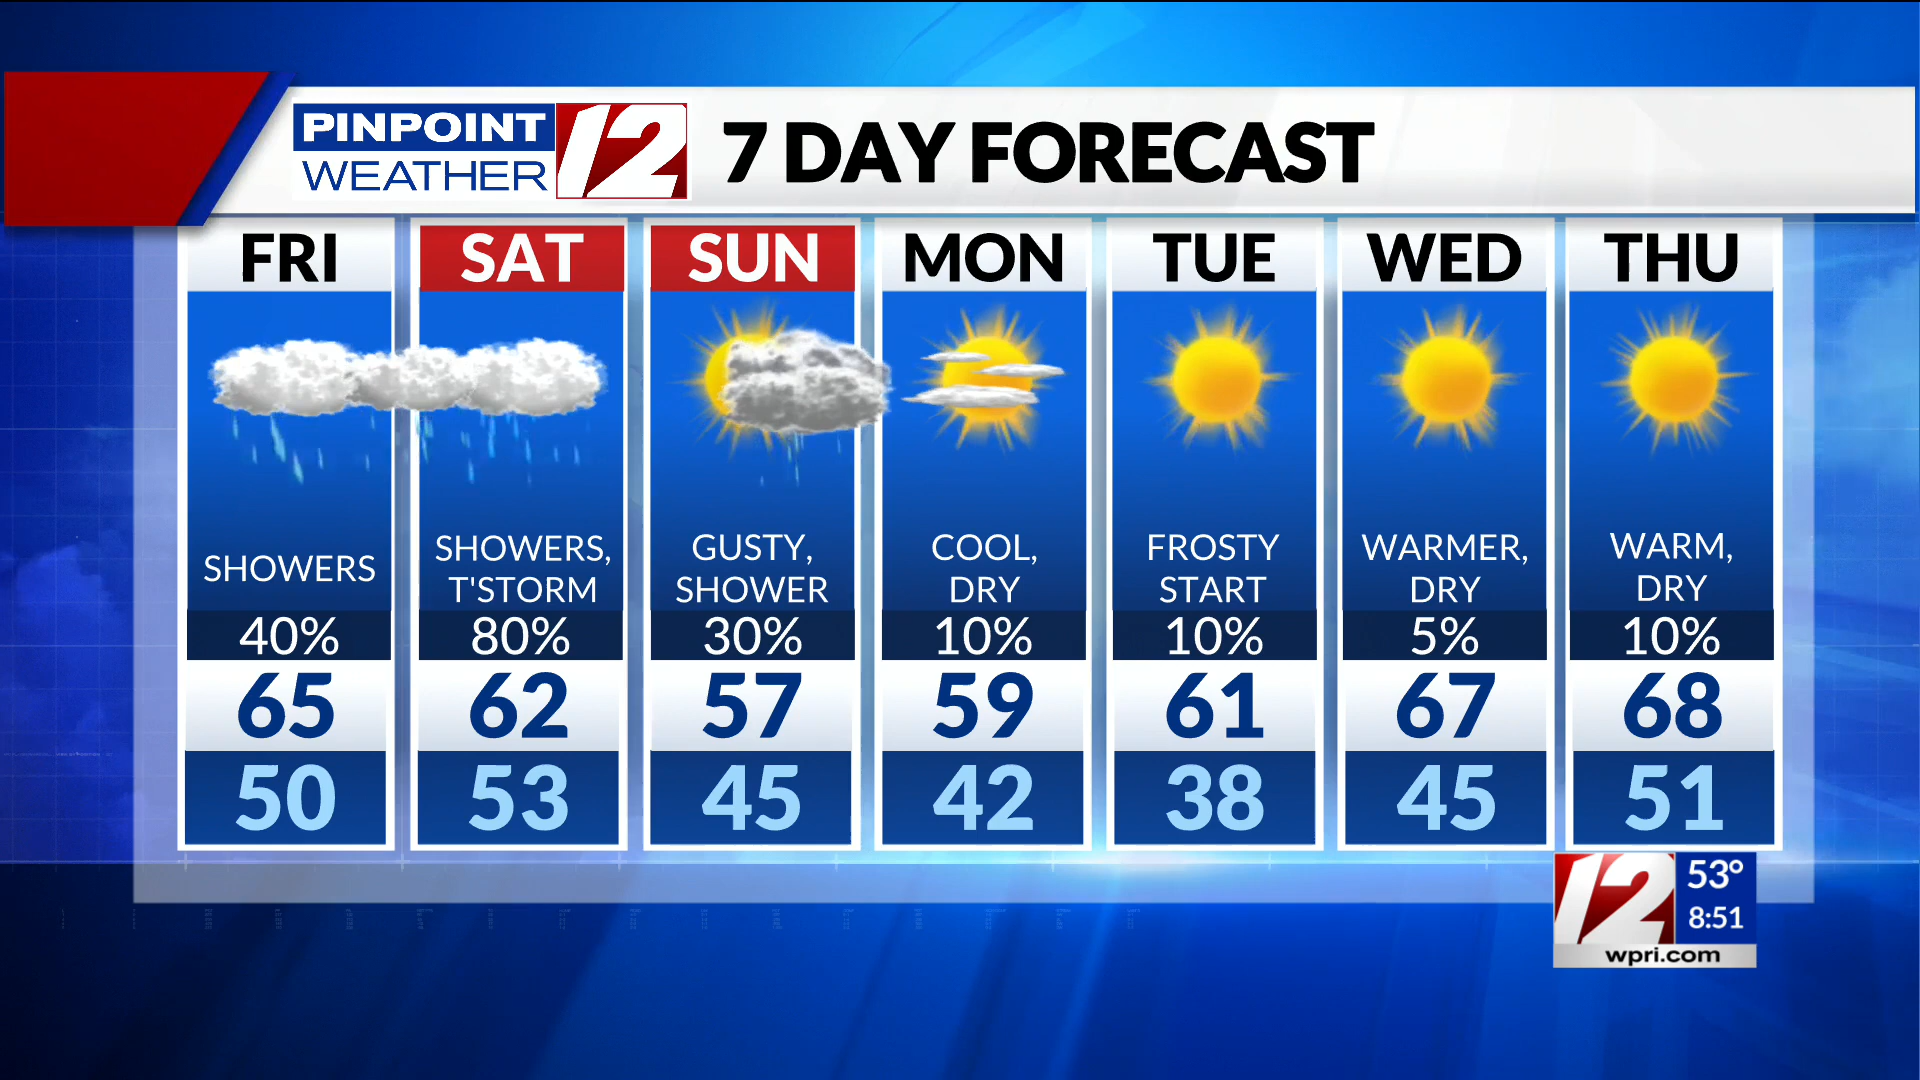 PINPOINT
WEATHER 12
7 DAY FORECAST
FRI SAT SUN MON TUE WED THU
SHOWERS
SHOWERS,
T'STORM
GUSTY,
SHOWER
COOL,
DRY
FROSTY
START
WARMER,
DRY
WARM,
DRY
40% 80% 30% 10% 10% 5% 10%
65 62 57 59 61 67 68
50 53 45 42 38 45 51
12
53°
8:51
wpri.com